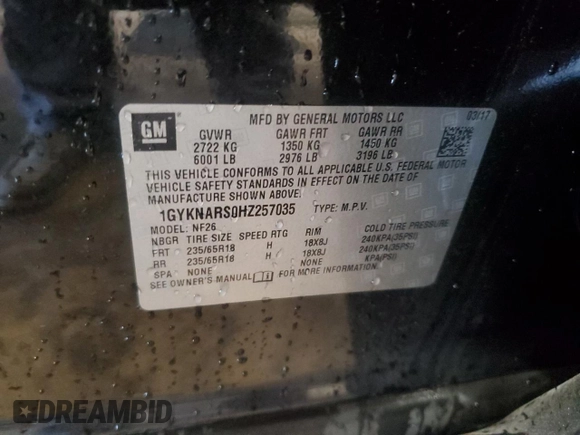 GM
MFD BY GENERAL MOTORS LLC 03/17
GVWR GAWR FRT GAWR RR
2722 KG 1350 KG 1450 KG
6001 LB 2976 LB 3196 LB
THIS VEHICLE CONFORMS TO ALL APPLICABLE U.S. FEDERAL MOTOR
VEHICLE SAFETY STANDARDS IN EFFECT ON THE DATE OF
MANUFACTURE SHOWN ABOVE.
1GYKNARS0HZ257035 TYPE: M.P.V.
MODEL: NF26
NBGR TIRE SIZE SPEED RTG RIM COLD TIRE PRESSURE
FRT 235/65R18 H 18X8J 240KPA(35PSI)
RR 235/65R18 H 18X8J 240KPA(35PSI)
SPA NONE NONE KPA(PSI)
SEE OWNER'S MANUAL FOR MORE INFORMATION.
DREAMBID